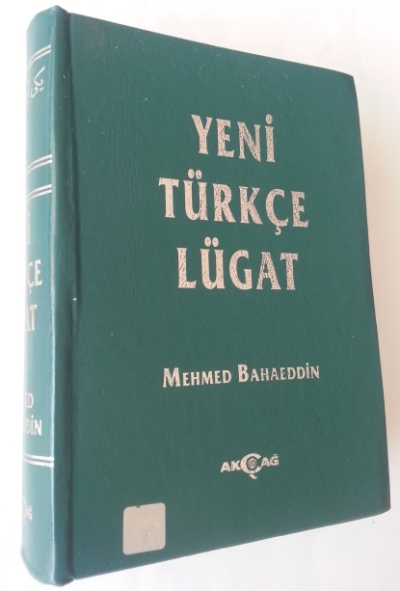 YENİ
TÜRKÇE
LÜGAT
MEHMED BAHAEDDİN
AKÇAĞ